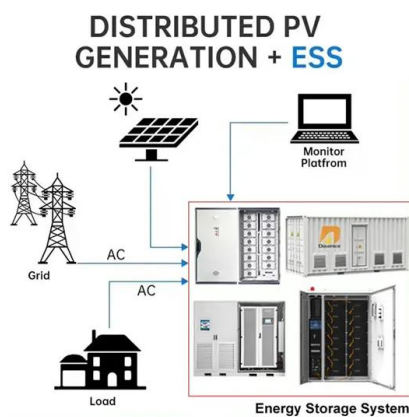 DISTRIBUTED PV
GENERATION + ESS
Monitor
Platfrom
AC
Grid
AC
Load
Energy Storage System